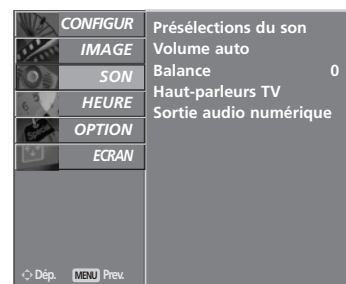 CONFIGUR
IMAGE
SON
HEURE
OPTION
ECRAN
Présélections du son
Volume auto
Balance 0
Haut-parleurs TV
Sortie audio numérique
Dép. MENU Prev.